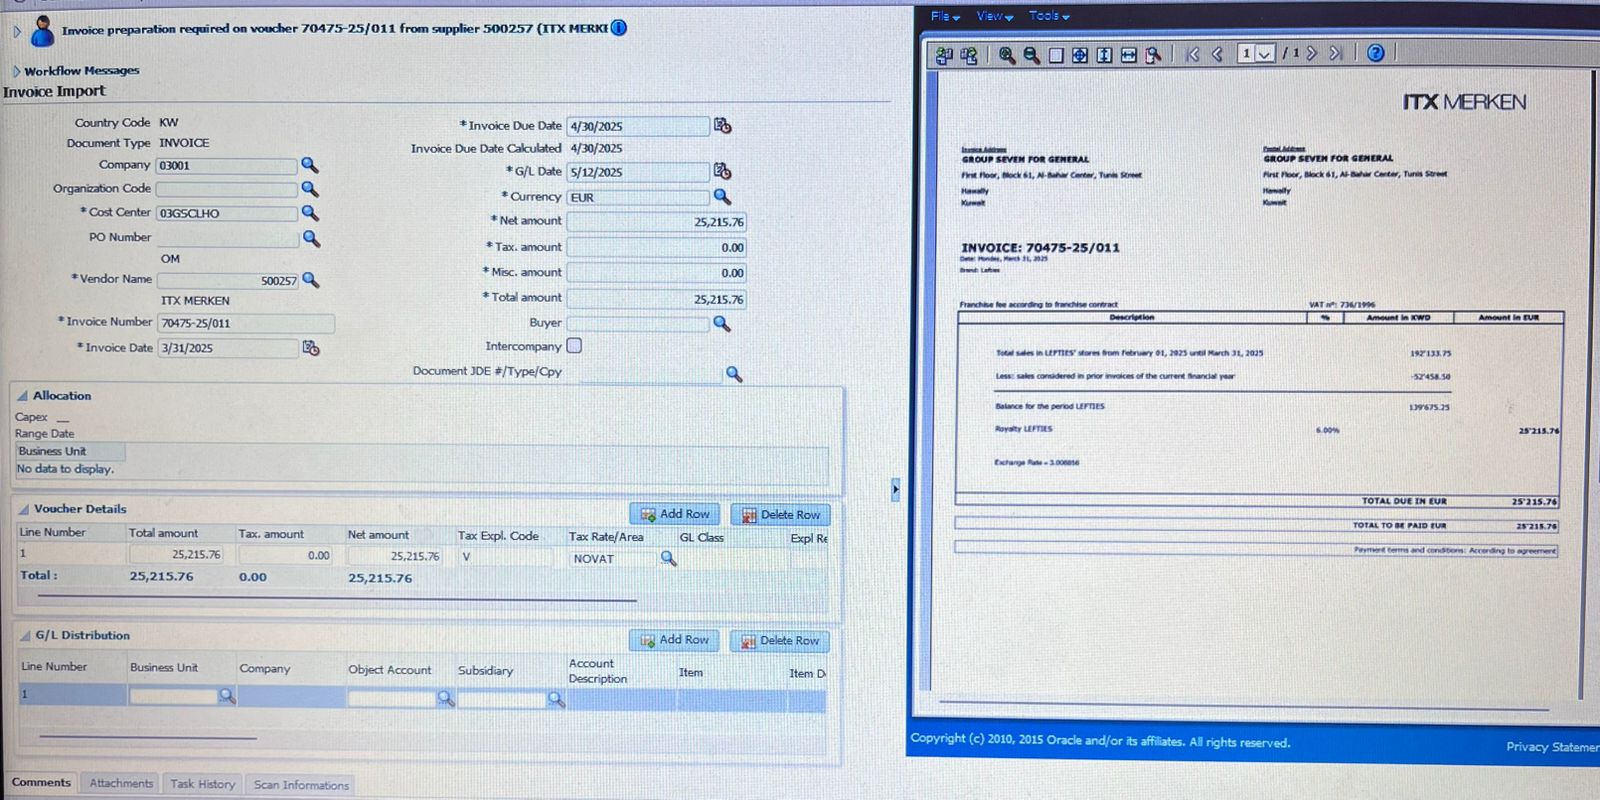 Invoice preparation required on voucher 70475-25/011 from supplier 500257 (ITX MERKE
Workflow Messages
Invoice Import
Country Code KW
Document Type INVOICE
Company 03001
Organization Code
* Cost Center 03GSCLHO
PO Number
OM
* Vendor Name 500257
ITX MERKEN
* Invoice Number 70475-25/011
* Invoice Date 3/31/2025
* Invoice Due Date 4/30/2025
Invoice Due Date Calculated 4/30/2025
* G/L Date 5/12/2025
* Currency EUR
* Net amount 25,215.76
* Tax. amount 0.00
* Misc. amount 0.00
* Total amount 25,215.76
Buyer
Intercompany
Document JDE #/Type/Cpy
Allocation
Capex __
Range Date
Business Unit
No data to display.
Voucher Details
Add Row Delete Row
Line Number Total amount Tax. amount Net amount Tax Expl. Code Tax Rate/Area GL Class Expl Re
1 25,215.76 0.00 25,215.76 V NOVAT
Total : 25,215.76 0.00 25,215.76
G/L Distribution
Add Row Delete Row
Line Number Business Unit Company Object Account Subsidiary Account Description Item Item D
1
Comments Attachments Task History Scan Informations
File View Tools
1 / 1
ITX MERKEN
Invoice Address
GROUP SEVEN FOR GENERAL
First Floor, Block 61, Al-Bahar Center, Tunis Street
Hawally
Kuwait
Postal Address
GROUP SEVEN FOR GENERAL
First Floor, Block 61, Al-Bahar Center, Tunis Street
Hawally
Kuwait
INVOICE: 70475-25/011
Date: Monday, March 31, 2025
Brand: Lefties
Franchise fee according to franchise contract VAT nº: 736/1996
Description % Amount in KWD Amount in EUR
Total sales in LEFTIES' stores from February 01, 2025 until March 31, 2025 192'133.75
Less: sales considered in prior invoices of the current financial year -52'458.50
Balance for the period LEFTIES 139'675.25
Royalty LEFTIES 6.00% 25'215.76
Exchange Rate = 3.008816
TOTAL DUE IN EUR 25'215.76
TOTAL TO BE PAID EUR 25'215.76
Payment terms and conditions: According to agreement
Copyright (c) 2010, 2015 Oracle and/or its affiliates. All rights reserved.
Privacy Statemer